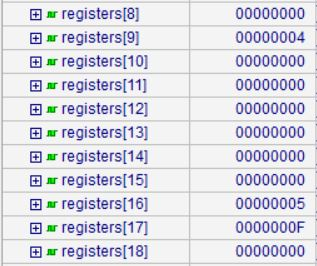 registers[8] 00000000
registers[9] 00000004
registers[10] 00000000
registers[11] 00000000
registers[12] 00000000
registers[13] 00000000
registers[14] 00000000
registers[15] 00000000
registers[16] 00000005
registers[17] 0000000F
registers[18] 00000000